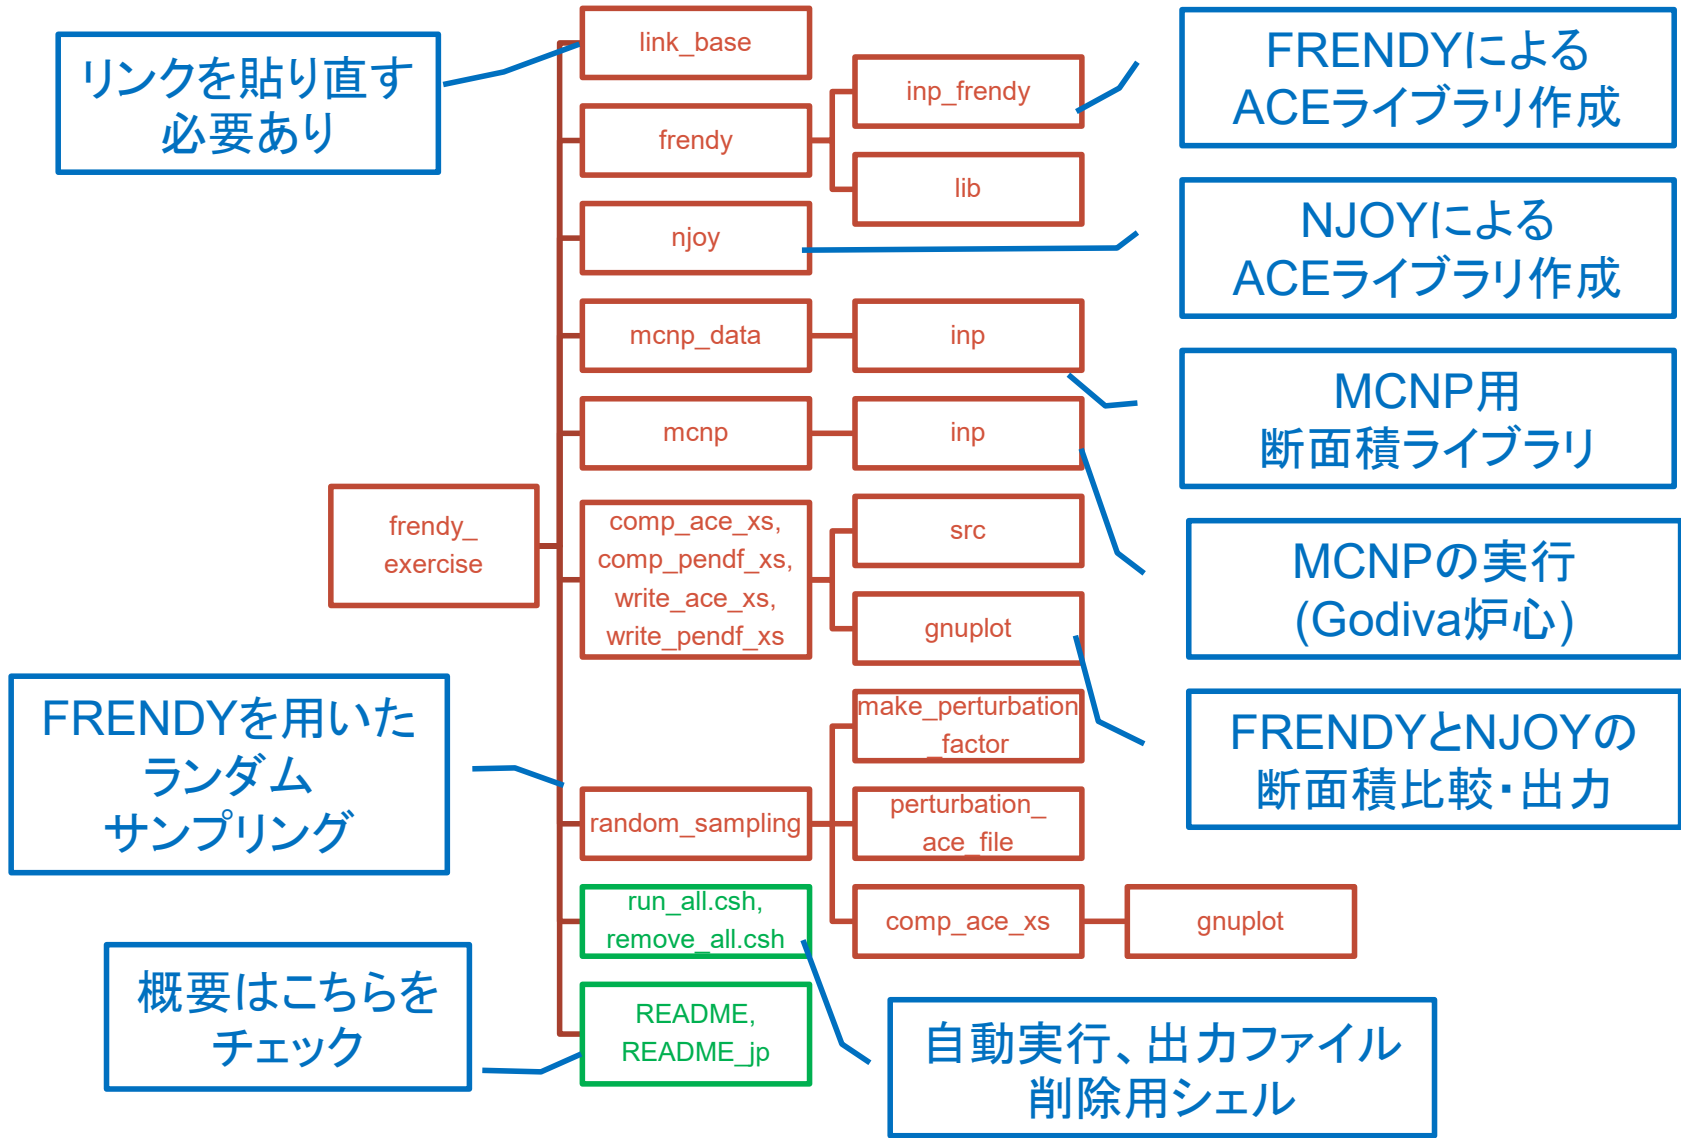 リンクを貼り直す
必要あり
link_base
inp_frendy
FRENDYによる
ACEライブラリ作成
frendy
lib
njoy
NJOYによる
ACEライブラリ作成
mcnp_data
inp
MCNP用
断面積ライブラリ
mcnp
inp
frendy_
exercise
comp_ace_xs,
comp_pendf_xs,
write_ace_xs,
write_pendf_xs
src
gnuplot
MCNPの実行
(Godiva炉心)
FRENDYとNJOYの
断面積比較・出力
FRENDYを用いた
ランダム
サンプリング
random_sampling
make_perturbation
_factor
perturbation_
ace_file
comp_ace_xs
gnuplot
run_all.csh,
remove_all.csh
概要はこちらを
チェック
README,
README_jp
自動実行、出力ファイル
削除用シェル